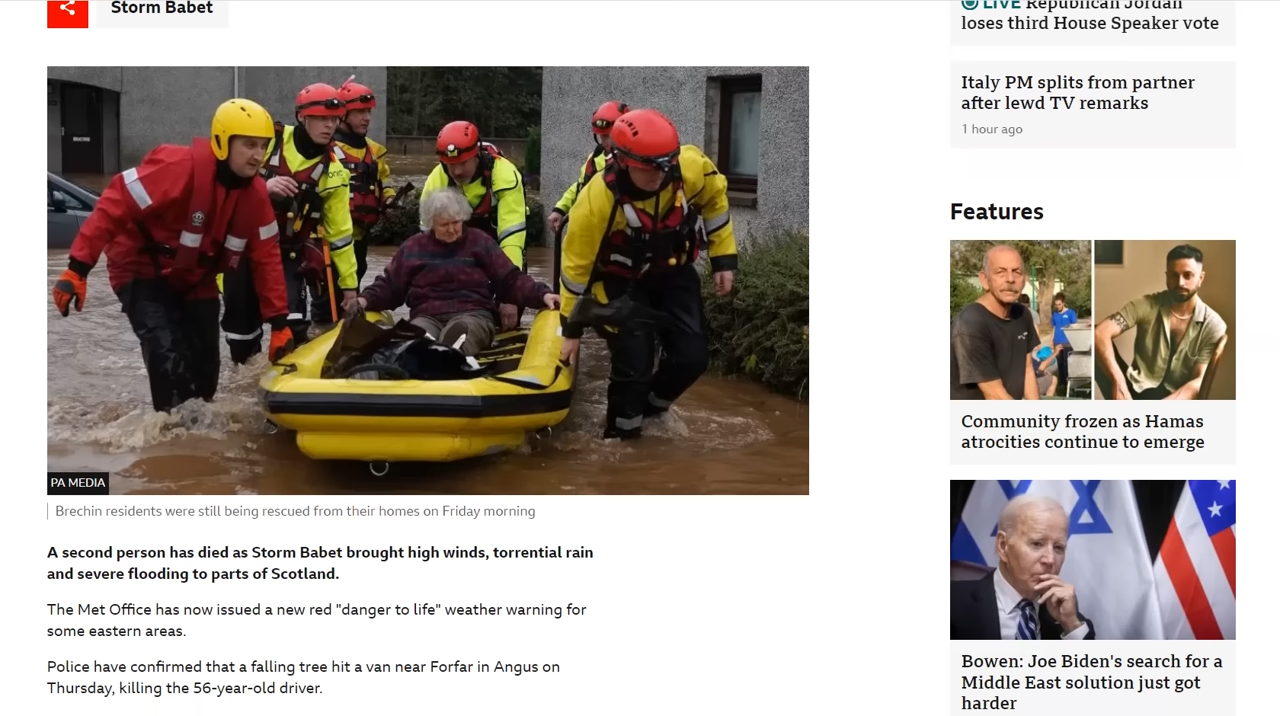 Storm Babet
LIVE Republican Jordan
loses third House Speaker vote
Italy PM splits from partner
after lewd TV remarks
1 hour ago
Features
Community frozen as Hamas
atrocities continue to emerge
Bowen: Joe Biden's search for a
Middle East solution just got
harder
PA MEDIA
Brechin residents were still being rescued from their homes on Friday morning
A second person has died as Storm Babet brought high winds, torrential rain
and severe flooding to parts of Scotland.
The Met Office has now issued a new red "danger to life" weather warning for
some eastern areas.
Police have confirmed that a falling tree hit a van near Forfar in Angus on
Thursday, killing the 56-year-old driver.